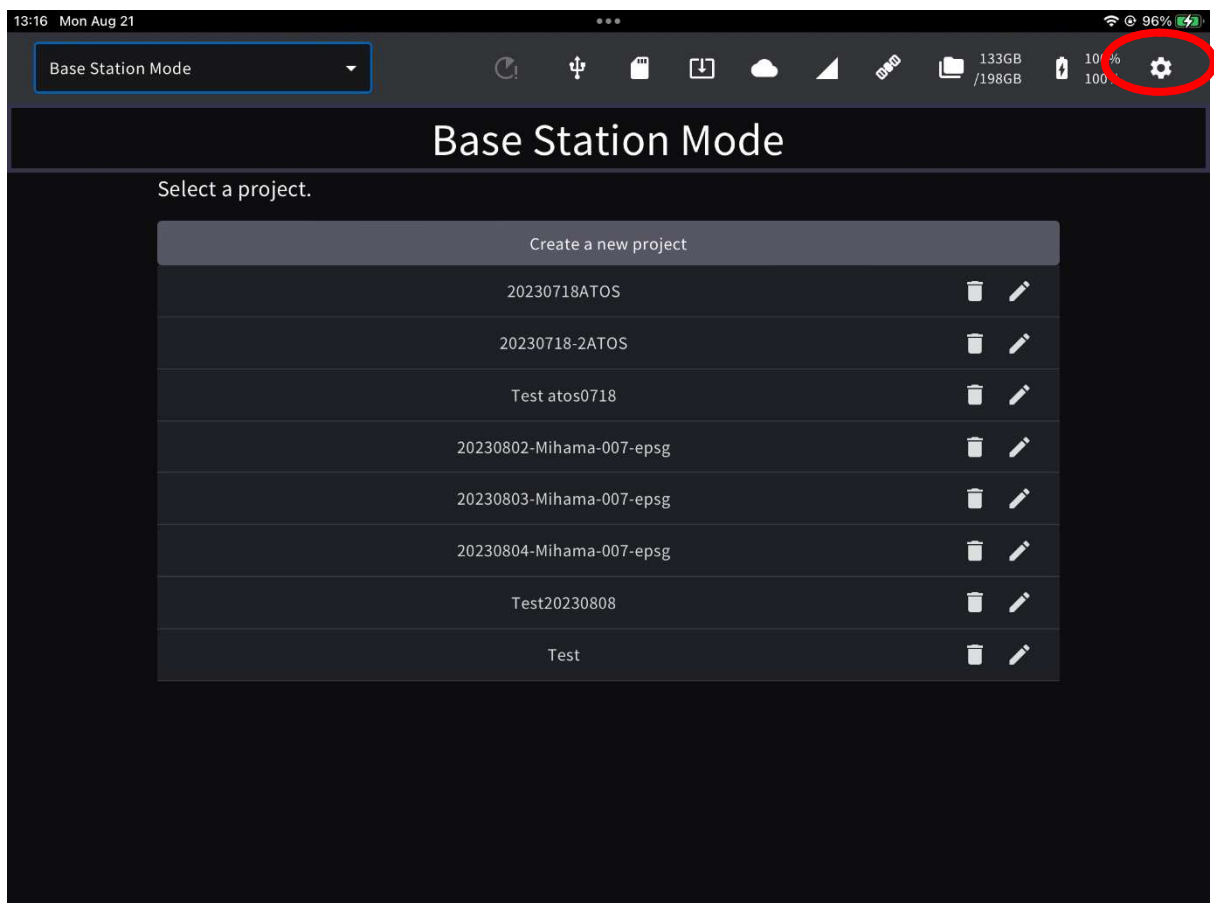 13:16 Mon Aug 21
96%
Base Station Mode
133GB
/198GB
100%
100%
Base Station Mode
Select a project.
Create a new project
20230718ATOS
20230718-2ATOS
Test atos0718
20230802-Mihama-007-epsg
20230803-Mihama-007-epsg
20230804-Mihama-007-epsg
Test20230808
Test